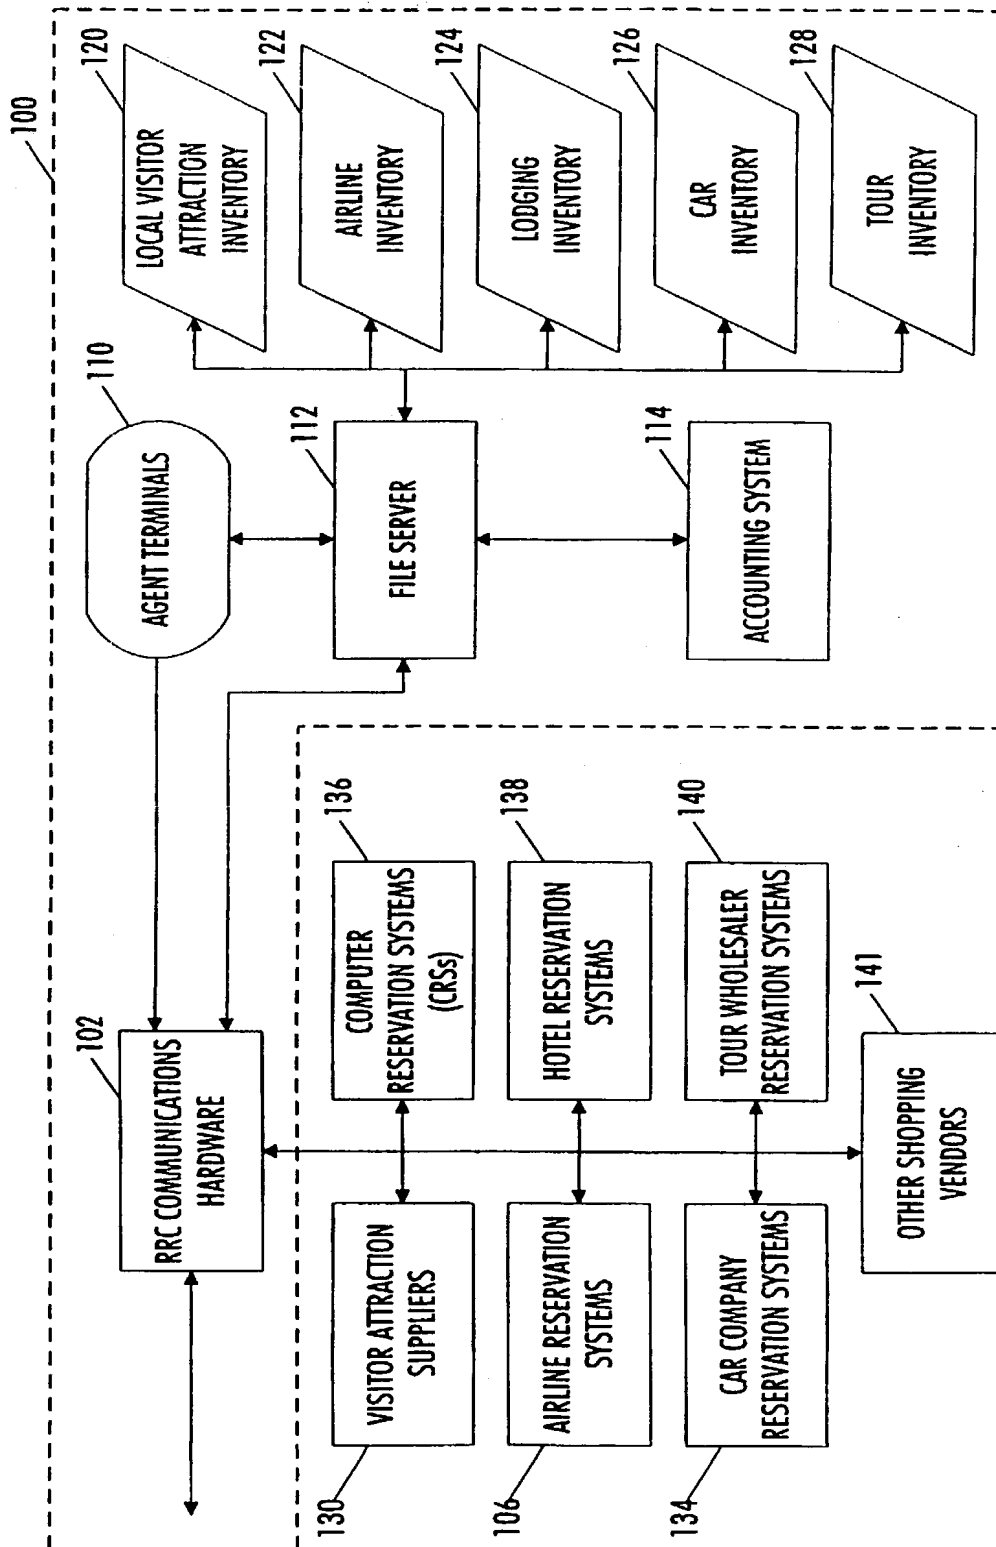 100
LOCAL VISITOR
ATTRACTION
INVENTORY
120
AIRLINE
INVENTORY
122
LODGING
INVENTORY
124
CAR
INVENTORY
126
TOUR
INVENTORY
128
AGENT TERMINALS
110
FILE SERVER
112
ACCOUNTING SYSTEM
114
RRC COMMUNICATIONS
HARDWARE
102
COMPUTER
RESERVATION SYSTEMS
(CRSs)
136
HOTEL RESERVATION
SYSTEMS
138
TOUR WHOLESALER
RESERVATION SYSTEMS
140
VISITOR ATTRACTION
SUPPLIERS
130
AIRLINE RESERVATION
SYSTEMS
106
CAR COMPANY
RESERVATION SYSTEMS
134
OTHER SHOPPING
VENDORS
141